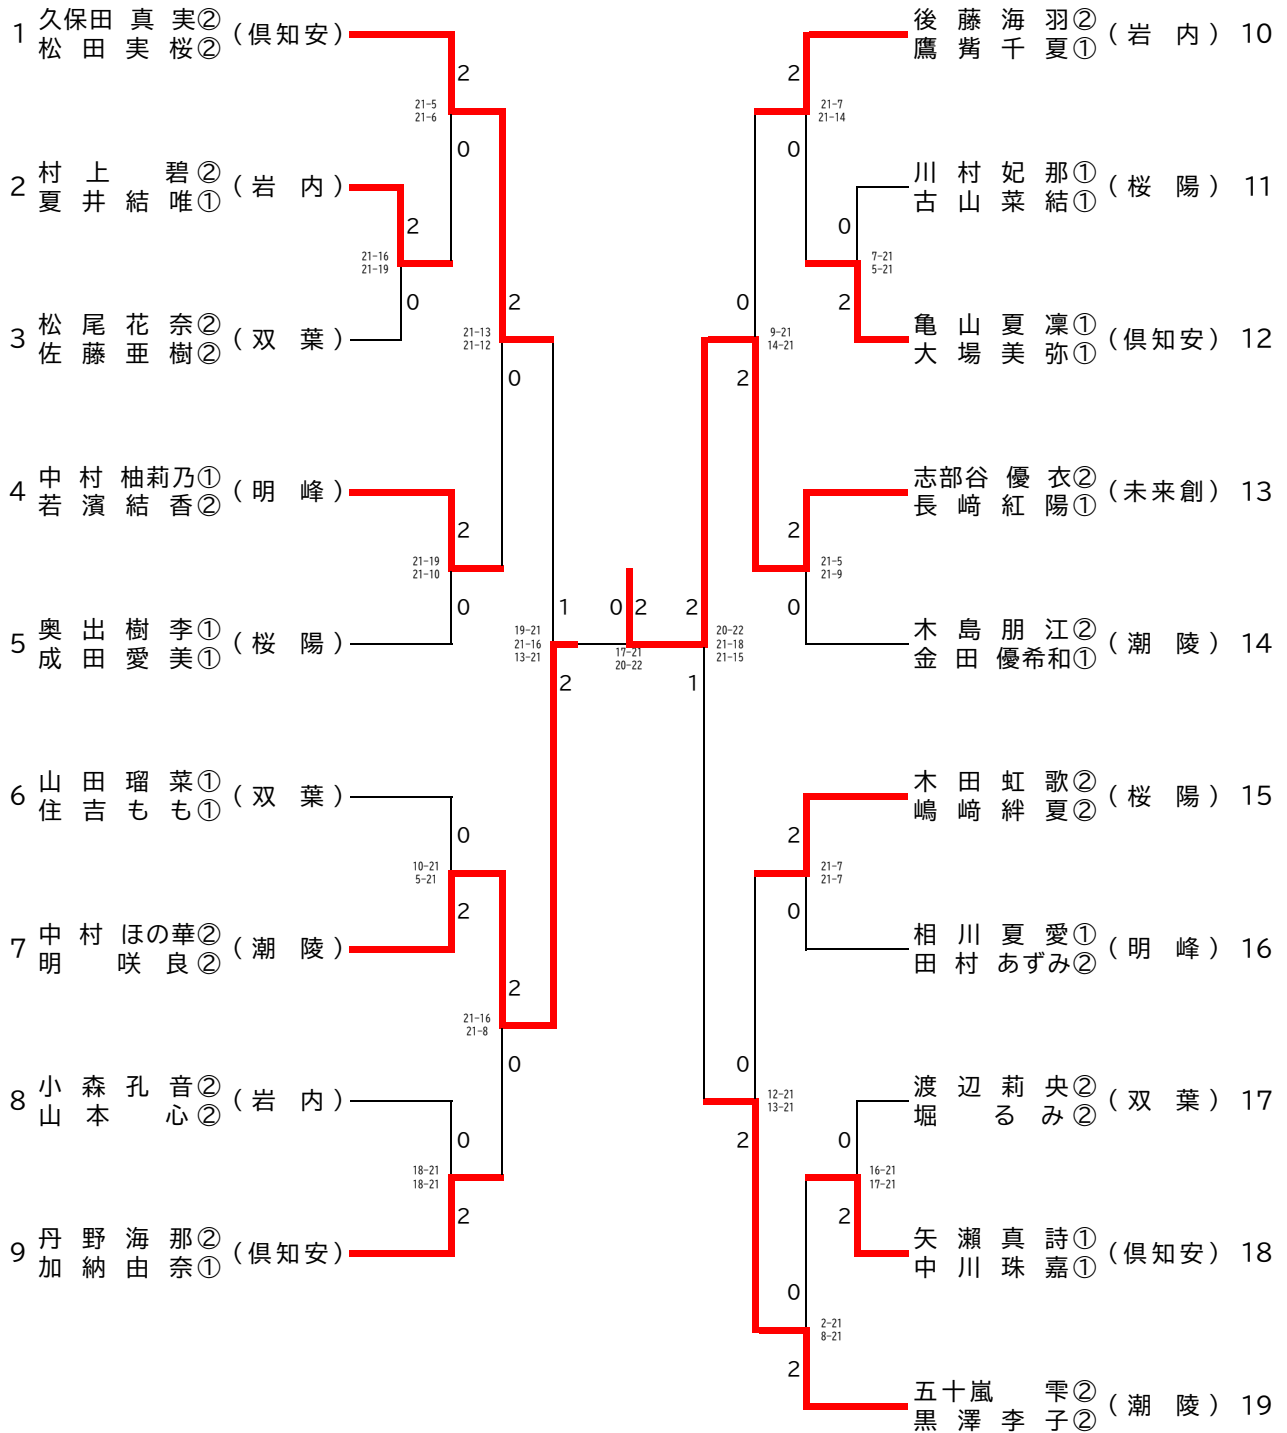 1 久保田 真 実② (倶知安)
松 田 実 桜②
2
0
21-5
21-6
2 村 上 碧② (岩 内)
夏 井 結 唯①
2
0
21-16
21-19
3 松 尾 花 奈② (双 葉)
佐 藤 亜 樹②
2
0
21-13
21-12
4 中 村 柚莉乃① (明 峰)
若 濱 結 香②
2
0
21-19
21-10
5 奥 出 樹 李① (桜 陽)
成 田 愛 美①
1
2
19-21
21-16
13-21
6 山 田 瑠 菜① (双 葉)
住 吉 も も①
0
2
10-21
5-21
7 中 村 ほの華② (潮 陵)
明 咲 良②
2
0
21-16
21-8
8 小 森 孔 音② (岩 内)
山 本 心②
0
2
18-21
18-21
9 丹 野 海 那② (倶知安)
加 納 由 奈①
0 2
17-21
20-22
後 藤 海 羽② (岩 内) 10
鷹 觜 千 夏①
2
0
21-7
21-14
川 村 妃 那① (桜 陽) 11
古 山 菜 結①
0
2
7-21
5-21
亀 山 夏 凜① (倶知安) 12
大 場 美 弥①
0
2
9-21
14-21
志部谷 優 衣② (未来創) 13
長 﨑 紅 陽①
2
0
21-5
21-9
木 島 朋 江② (潮 陵) 14
金 田 優希和①
2
1
20-22
21-18
21-15
木 田 虹 歌② (桜 陽) 15
嶋 﨑 絆 夏②
2
0
21-7
21-7
相 川 夏 愛① (明 峰) 16
田 村 あずみ②
0
2
12-21
13-21
渡 辺 莉 央② (双 葉) 17
堀 る み②
0
2
16-21
17-21
矢 瀬 真 詩① (倶知安) 18
中 川 珠 嘉①
0
2
2-21
8-21
五十嵐 雫② (潮 陵) 19
黒 澤 李 子②